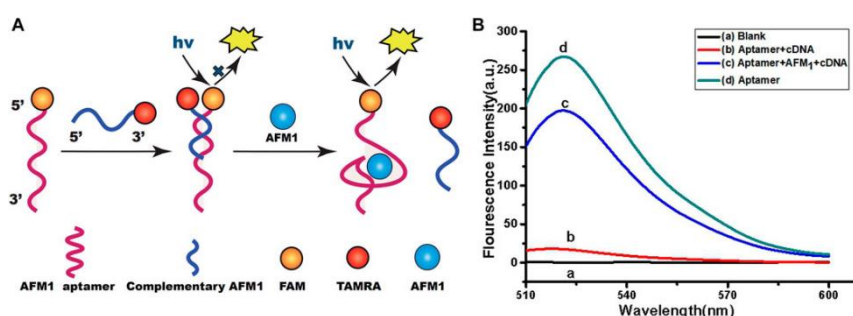 A
hv
5'
3'
5'
3'
hv
AFM1
AFM1 aptamer
Complementary AFM1
FAM
TAMRA
AFM1
B
Flourescence Intensity(a.u.)
300
250
200
150
100
50
0
(a) Blank
(b) Aptamer+cDNA
(c) Aptamer+AFM₁+cDNA
(d) Aptamer
d
c
b
a
510
540
570
600
Wavelength(nm)